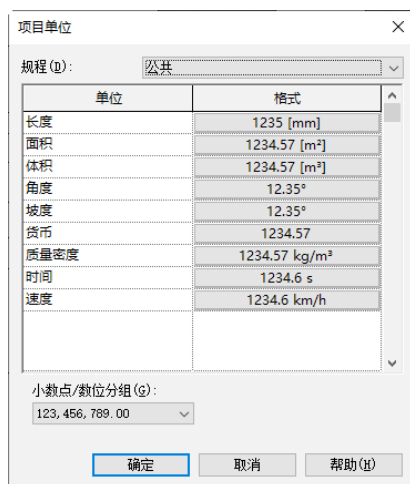 项目单位
规程(D): 公共
单位 格式
长度 1235 [mm]
面积 1234.57 [m²]
体积 1234.57 [m³]
角度 12.35°
坡度 12.35°
货币 1234.57
质量密度 1234.57 kg/m³
时间 1234.6 s
速度 1234.6 km/h
小数点/数位分组(G):
123,456,789.00
确定 取消 帮助(H)